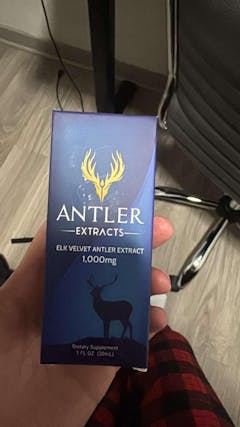 ANTLER
EXTRACTS
ELK VELVET ANTLER EXTRACT
1,000mg
Dietary Supplement
1 FL OZ (30mL)